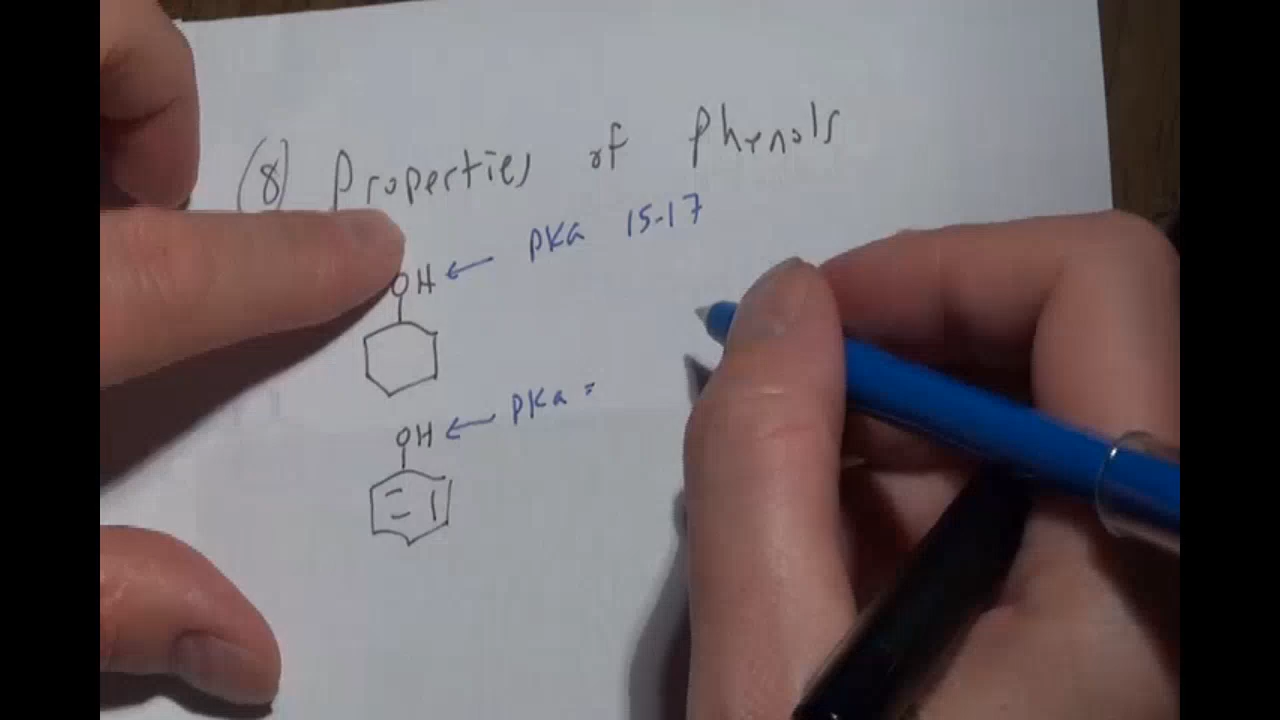 (8) Properties of Phenols
OH ← pKa 15-17
OH ← pKa =